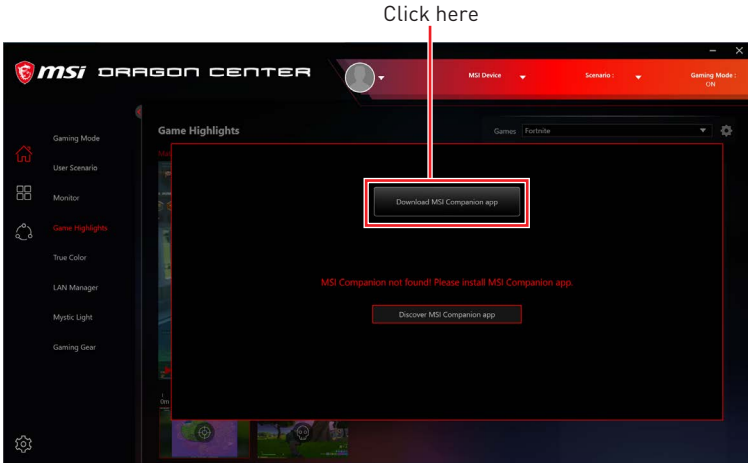 Click here
msi DRAGON CENTER
MSI Device
Scenario :
Gaming Mode :
ON
Gaming Mode
User Scenario
Monitor
Game Highlights
True Color
LAN Manager
Mystic Light
Gaming Gear
Game Highlights
Games
Fortnite
Download MSI Companion app
MSI Companion not found! Please install MSI Companion app.
Discover MSI Companion app
0m